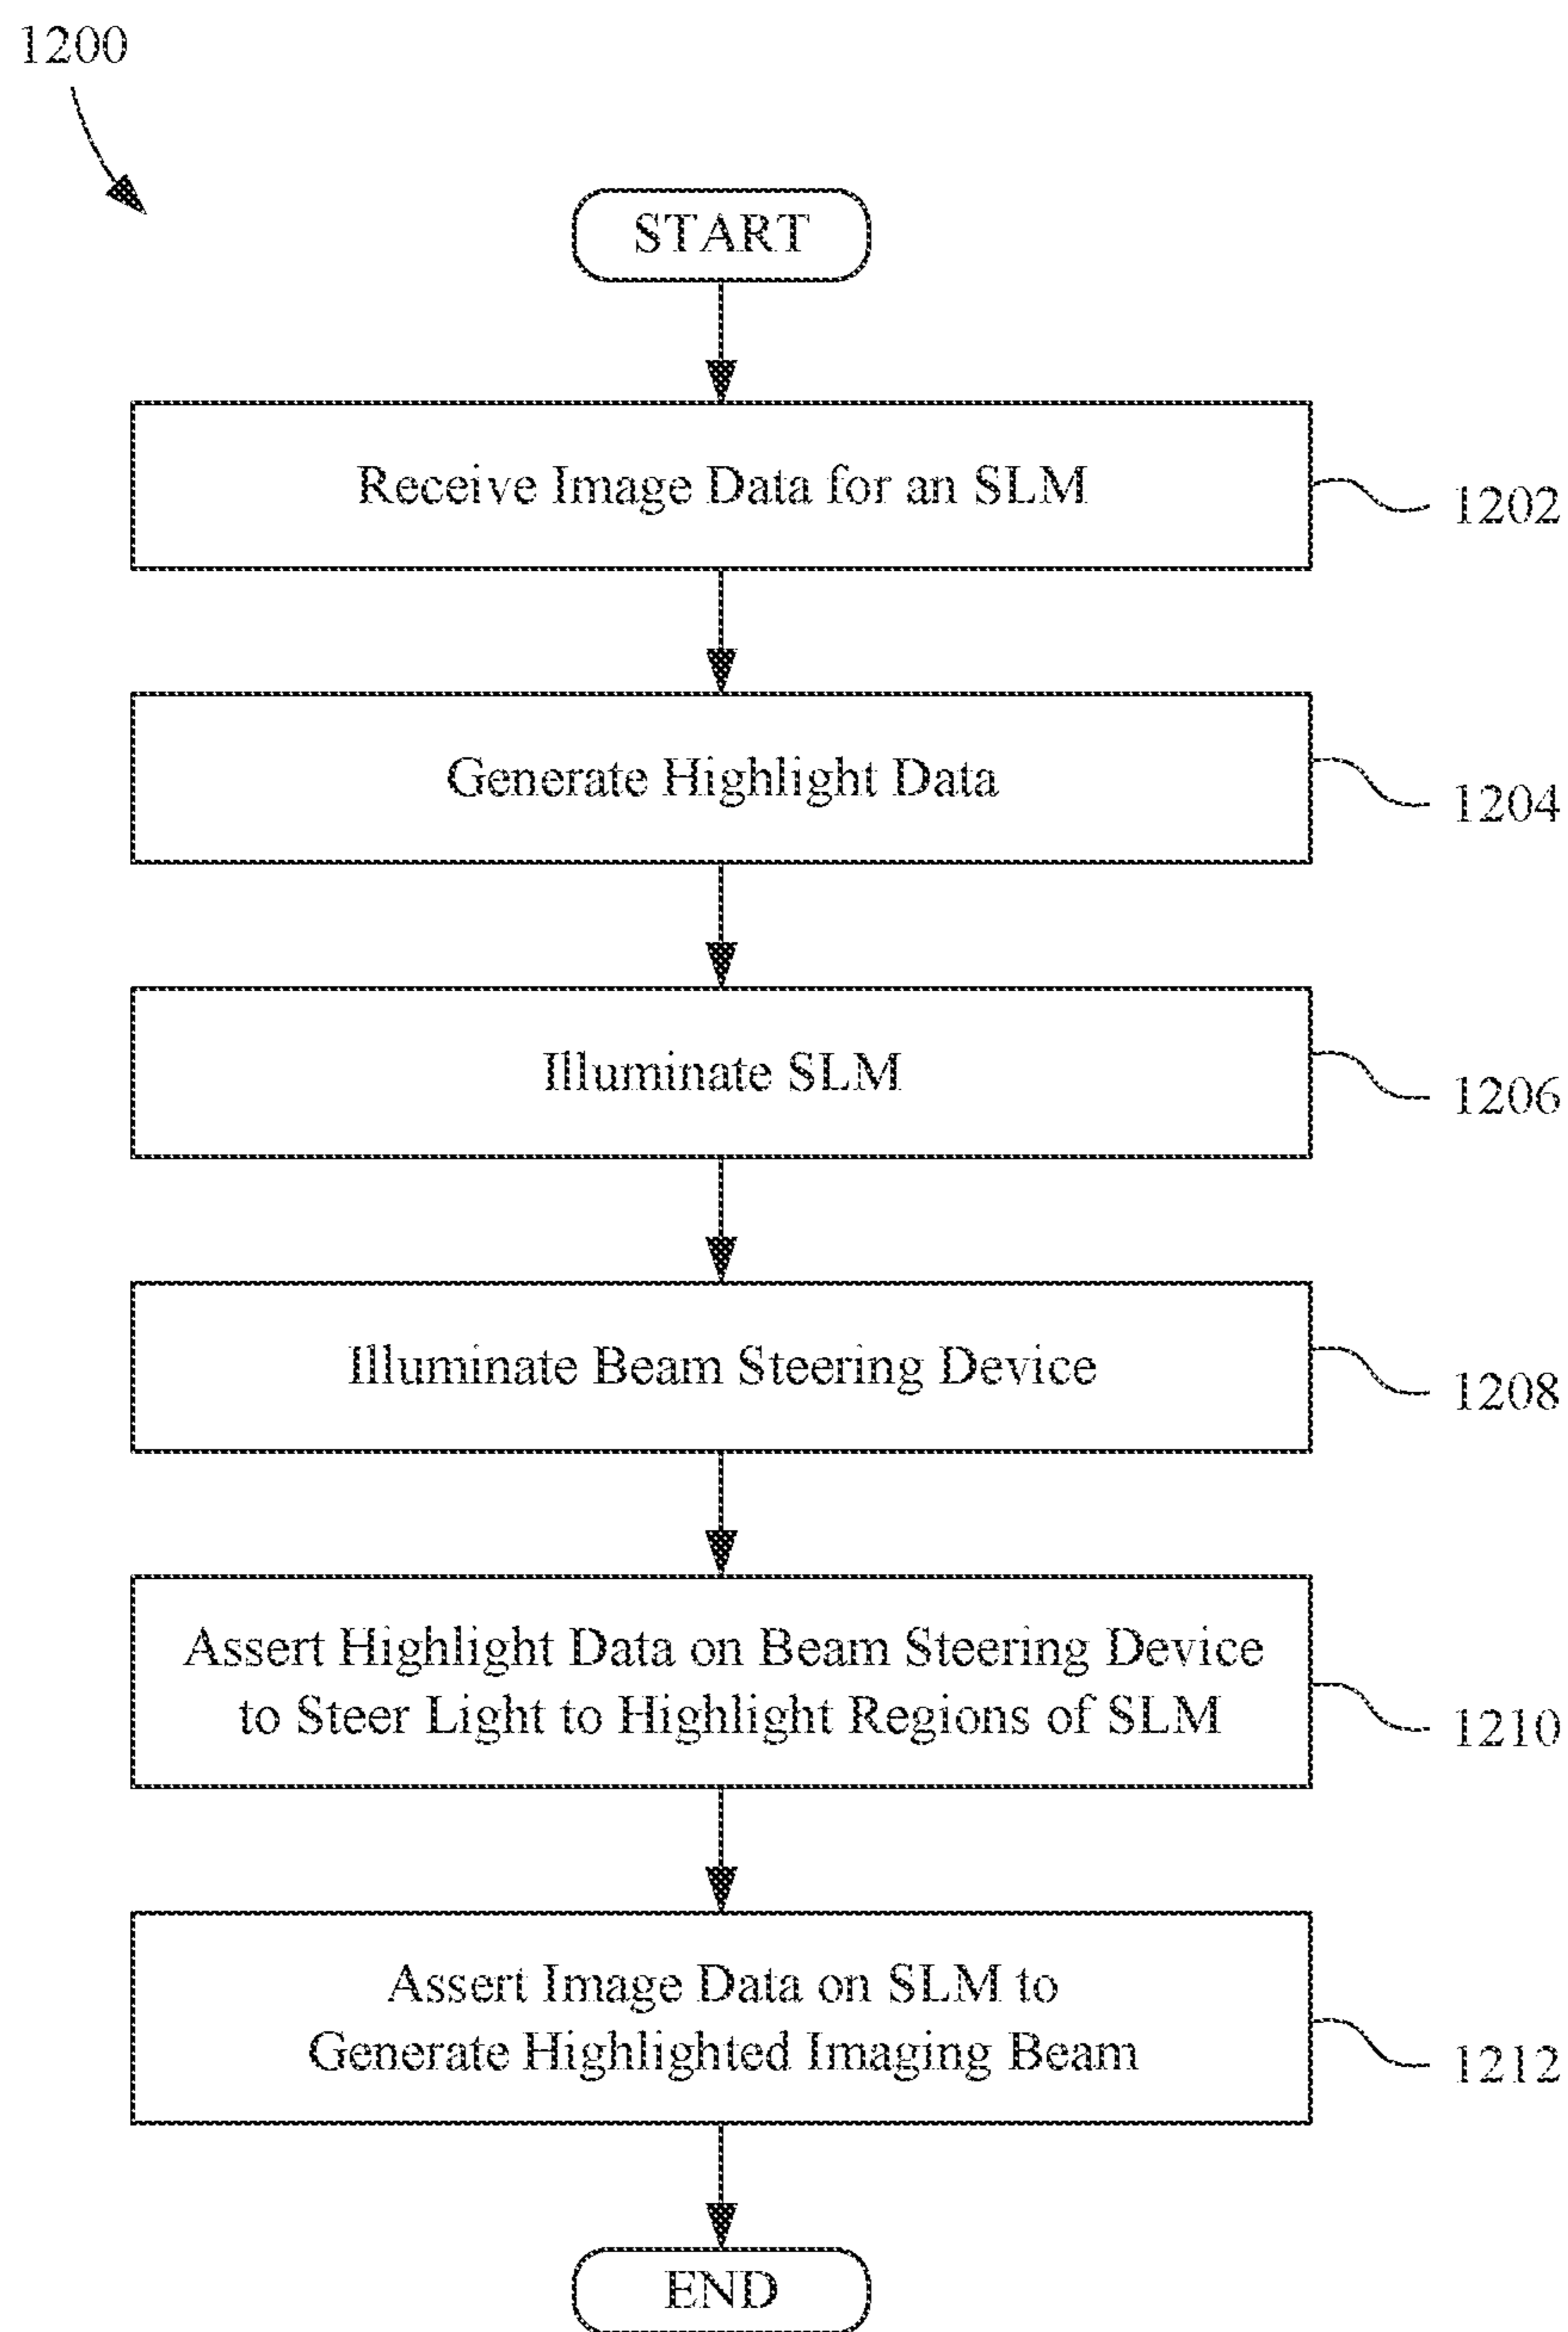 1200
START
Receive Image Data for an SLM
1202
Generate Highlight Data
1204
Illuminate SLM
1206
Illuminate Beam Steering Device
1208
Assert Highlight Data on Beam Steering Device
to Steer Light to Highlight Regions of SLM
1210
Assert Image Data on SLM to
Generate Highlighted Imaging Beam
1212
END